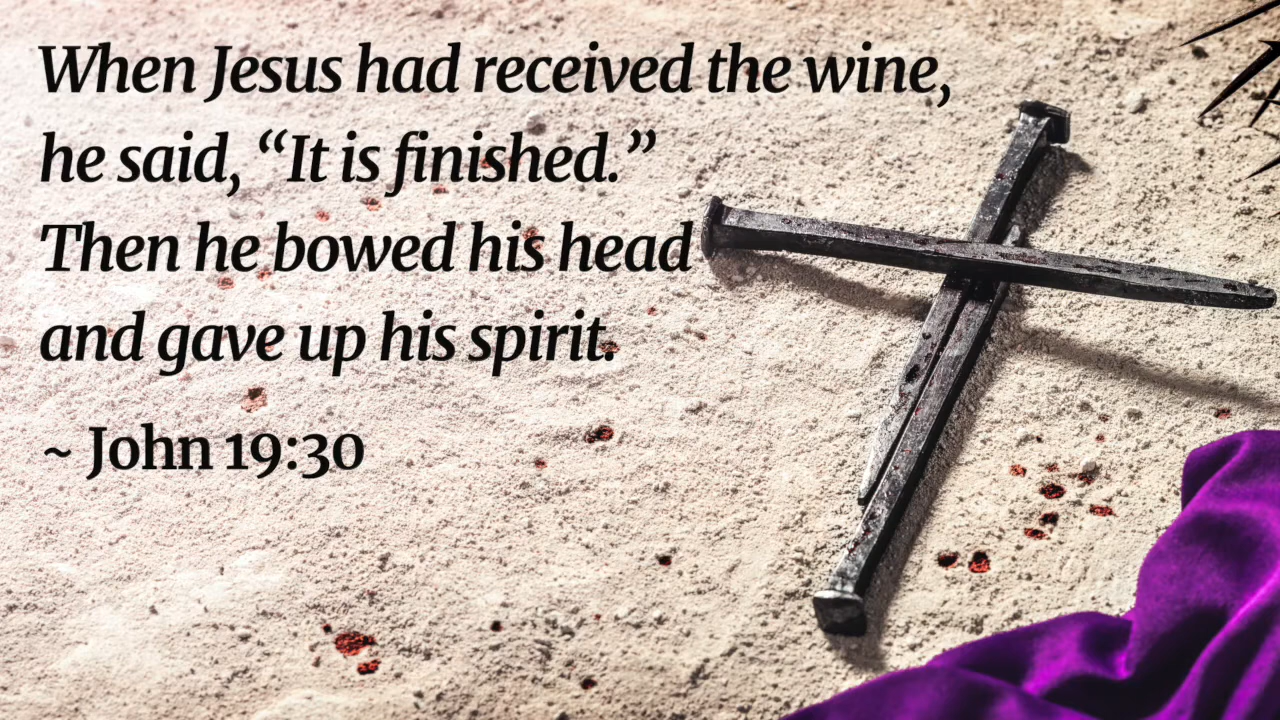 When Jesus had received the wine,
he said, “It is finished.”
Then he bowed his head
and gave up his spirit.
~ John 19:30